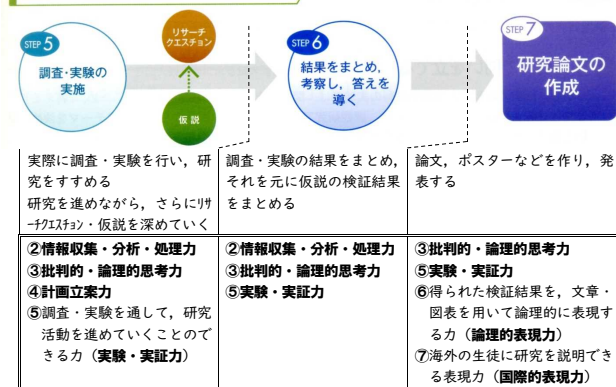 STEP 5
調査・実験の
実施
リサーチ
クエスチョン
仮説
STEP 6
結果をまとめ,
考察し,答えを
導く
STEP 7
研究論文の
作成
実際に調査・実験を行い,研
究をすすめる
研究を進めながら,さらにリサ
ーチクエスチョン・仮説を深めていく
調査・実験の結果をまとめ,
それを元に仮説の検証結果
をまとめる
論文,ポスターなどを作り,発
表する
②情報収集・分析・処理力
③批判的・論理的思考力
④計画立案力
⑤調査・実験を通して,研究
活動を進めていくことので
きる力(実験・実証力)
②情報収集・分析・処理力
③批判的・論理的思考力
⑤実験・実証力
③批判的・論理的思考力
⑤実験・実証力
⑥得られた検証結果を,文章・
図表を用いて論理的に表現す
る力(論理的表現力)
⑦海外の生徒に研究を説明でき
る表現力(国際的表現力)